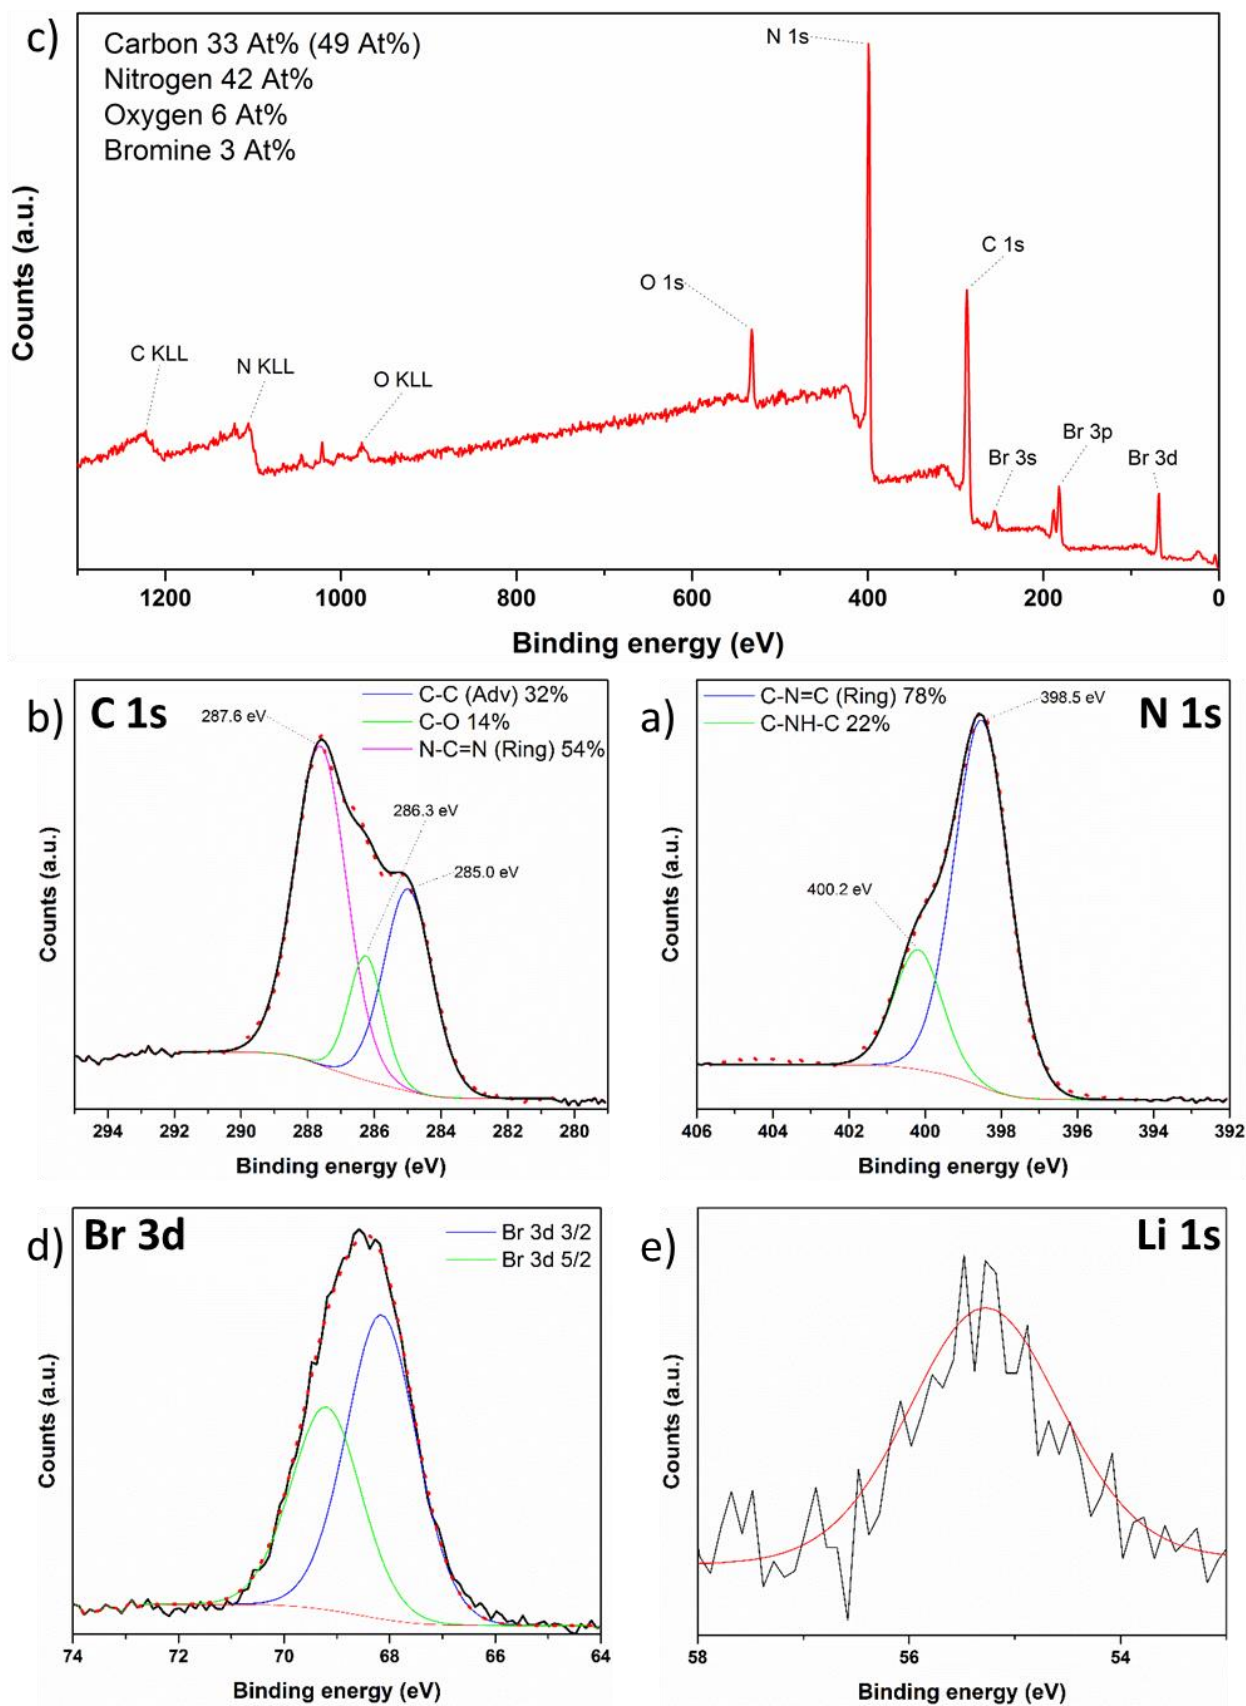 c)
Carbon 33 At% (49 At%)
Nitrogen 42 At%
Oxygen 6 At%
Bromine 3 At%
N 1s
C 1s
O 1s
C KLL
N KLL
O KLL
Br 3s
Br 3p
Br 3d
Counts (a.u.)
1200 1000 800 600 400 200 0
Binding energy (eV)
b) C 1s
C-C (Adv) 32%
C-O 14%
N-C=N (Ring) 54%
287.6 eV
286.3 eV
285.0 eV
Counts (a.u.)
294 292 290 288 286 284 282 280
Binding energy (eV)
a) N 1s
C-N=C (Ring) 78%
C-NH-C 22%
398.5 eV
400.2 eV
Counts (a.u.)
406 404 402 400 398 396 394 392
Binding energy (eV)
d) Br 3d
Br 3d 3/2
Br 3d 5/2
Counts (a.u.)
74 72 70 68 66 64
Binding energy (eV)
e) Li 1s
Counts (a.u.)
58 56 54
Binding energy (eV)